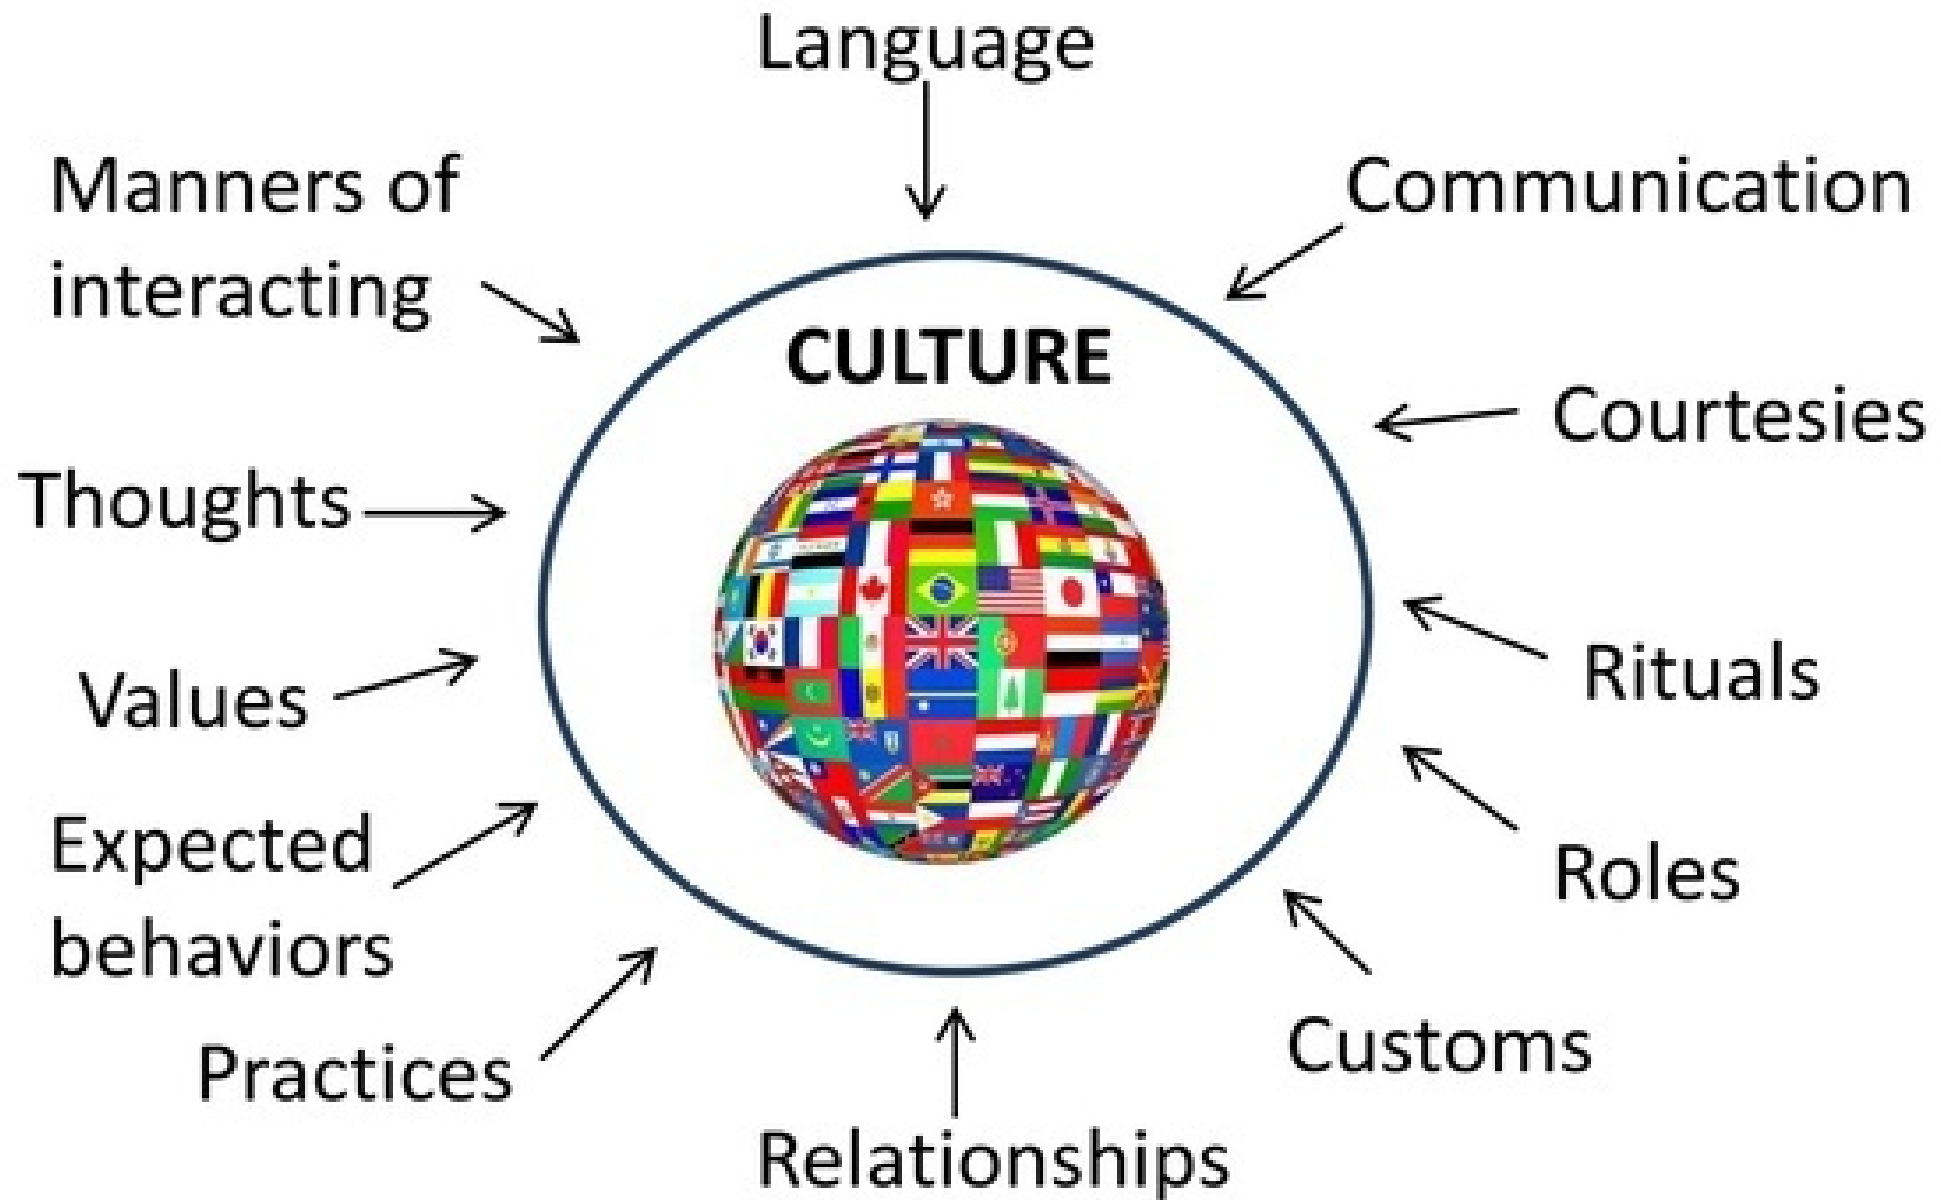 Language
Manners of
interacting
Communication
CULTURE
Courtesies
Thoughts
Values
Rituals
Expected
behaviors
Roles
Practices
Customs
Relationships